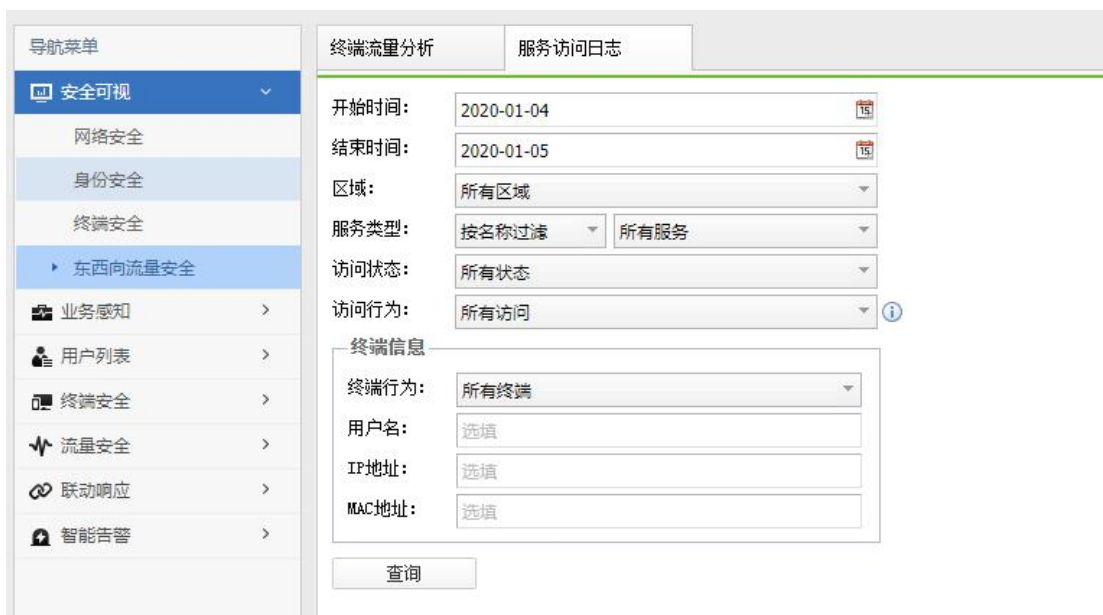 导航菜单
安全可视
网络安全
身份安全
终端安全
东西向流量安全
业务感知
用户列表
终端安全
流量安全
联动响应
智能告警
终端流量分析
服务访问日志
开始时间: 2020-01-04
结束时间: 2020-01-05
区域: 所有区域
服务类型: 按名称过滤 所有服务
访问状态: 所有状态
访问行为: 所有访问
终端信息
终端行为: 所有终端
用户名: 选填
IP地址: 选填
MAC地址: 选填
查询